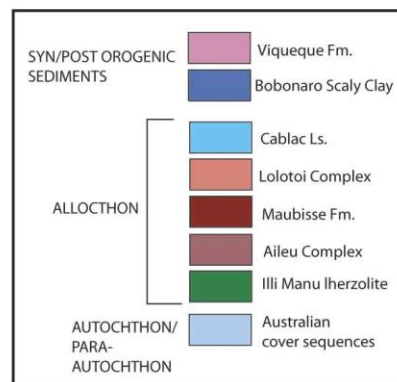 SYN/POST OROGENIC
SEDIMENTS
Viqueque Fm.
Bobonaro Scaly Clay
ALLOCTHON
Cablac Ls.
Lolotoi Complex
Maubisse Fm.
Aileu Complex
Illi Manu lherzolite
AUTOCHTHON/
PARA-
AUTOCHTHON
Australian
cover sequences